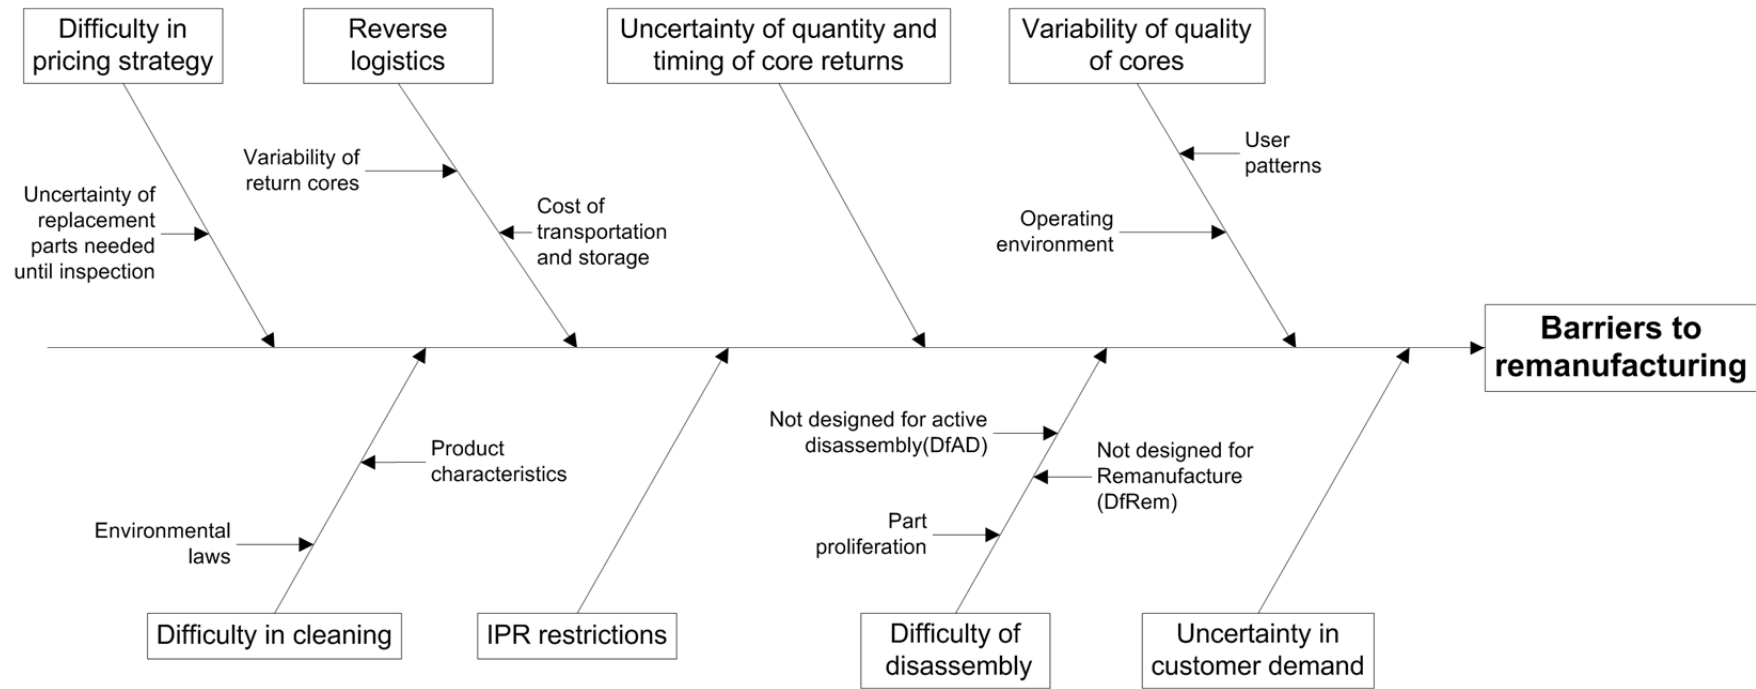 Difficulty in
pricing strategy
Reverse
logistics
Uncertainty of quantity and
timing of core returns
Variability of quality
of cores
User
patterns
Variability of
return cores
Uncertainty of
replacement
parts needed
until inspection
Cost of
transportation
and storage
Operating
environment
Barriers to
remanufacturing
Product
characteristics
Environmental
laws
Not designed for active
disassembly(DfAD)
Not designed for
Remanufacture
(DfRem)
Part
proliferation
Difficulty in cleaning
IPR restrictions
Difficulty of
disassembly
Uncertainty in
customer demand